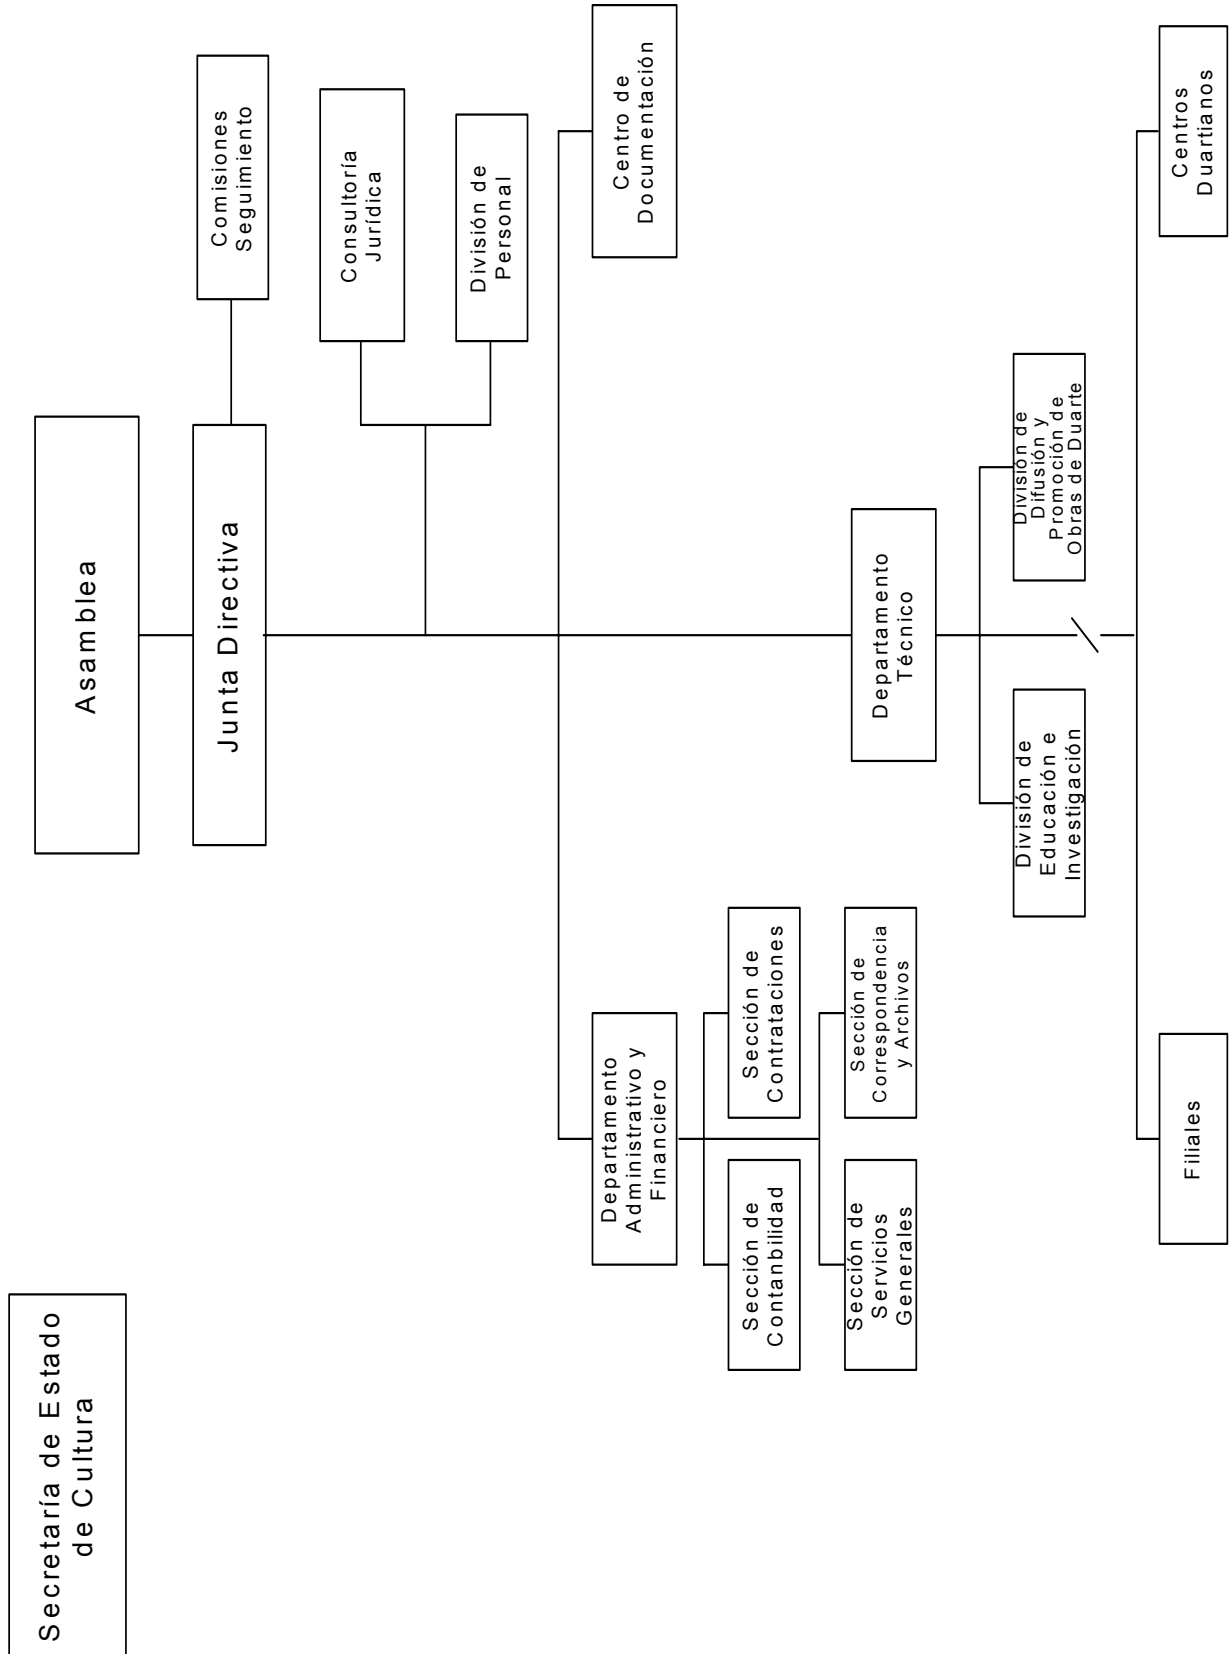 Secretaría de Estado
de Cultura
Asamblea
Junta Directiva
Comisiones
Seguimiento
Consultoría
Jurídica
División de
Personal
Departamento
Administrativo y
Financiero
Centro de
Documentación
Sección de
Contanbilidad
Sección de
Contrataciones
Sección de
Servicios
Generales
Sección de
Correspondencia
y Archivos
Departamento
Técnico
División de
Educación e
Investigación
División de
Difusión y
Promoción de
Obras de Duarte
Filiales
Centros
Duartianos